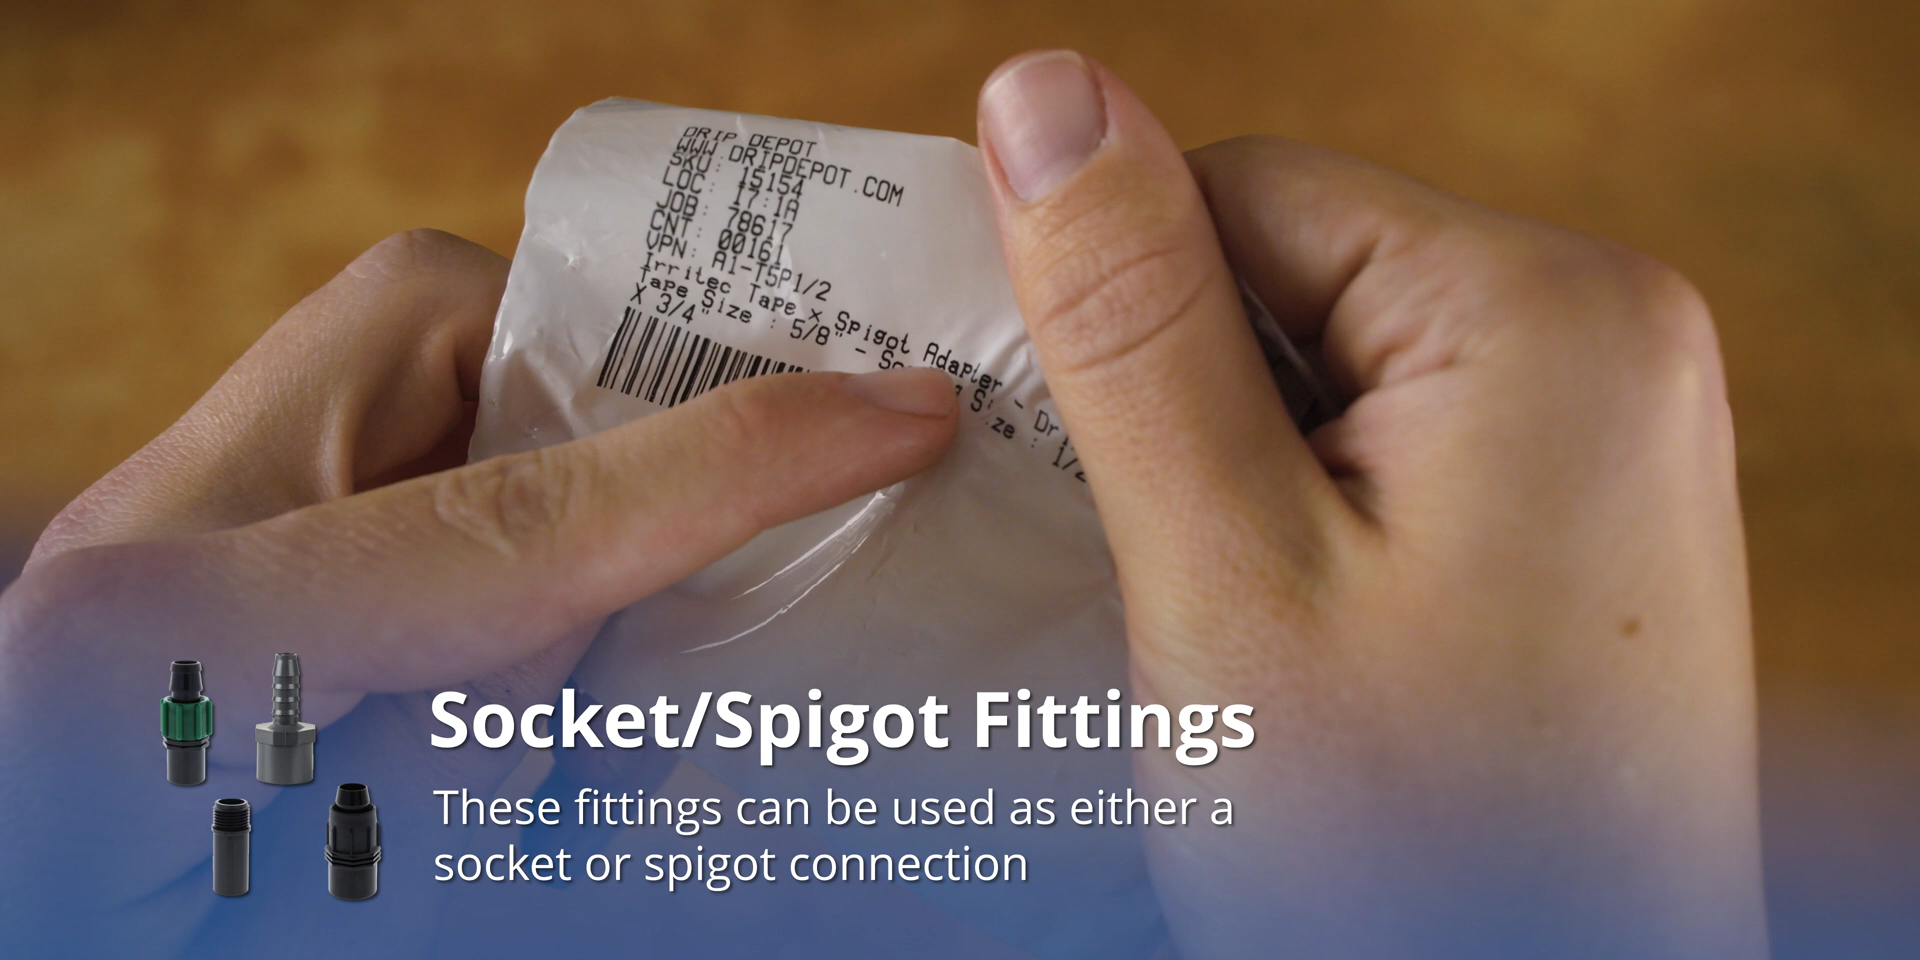 DRIP DEPOT
WWW.DRIPDEPOT.COM
SKU: 15154
LOC: 17:1A
JOB: 78617
CNT: 00161
VPN: A1-T5P1/2
Irritec Tape x Spigot Adapter - Dr
Tape Size : 5/8" - ze : 1/2
X 3/4"
Socket/Spigot Fittings
These fittings can be used as either a
socket or spigot connection